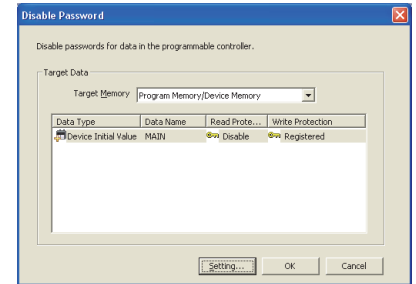 Disable Password
Disable passwords for data in the programmable controller.
Target Data
Target Memory Program Memory/Device Memory
Data Type Data Name Read Prote... Write Protection
Device Initial Value MAIN Disable Registered
Setting... OK Cancel